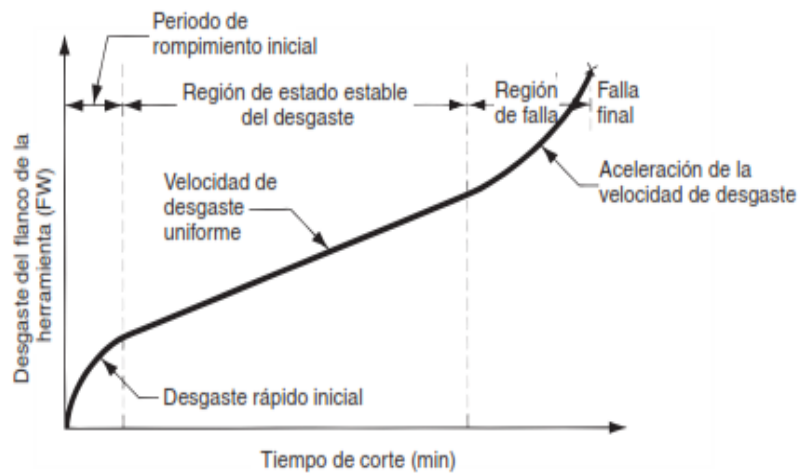 Periodo de
rompimiento inicial
Región de estado estable
del desgaste
Región
de falla
Falla
final
Velocidad de
desgaste
uniforme
Aceleración de la
velocidad de desgaste
Desgaste rápido inicial
Desgaste del flanco de la
herramienta (FW)
Tiempo de corte (min)